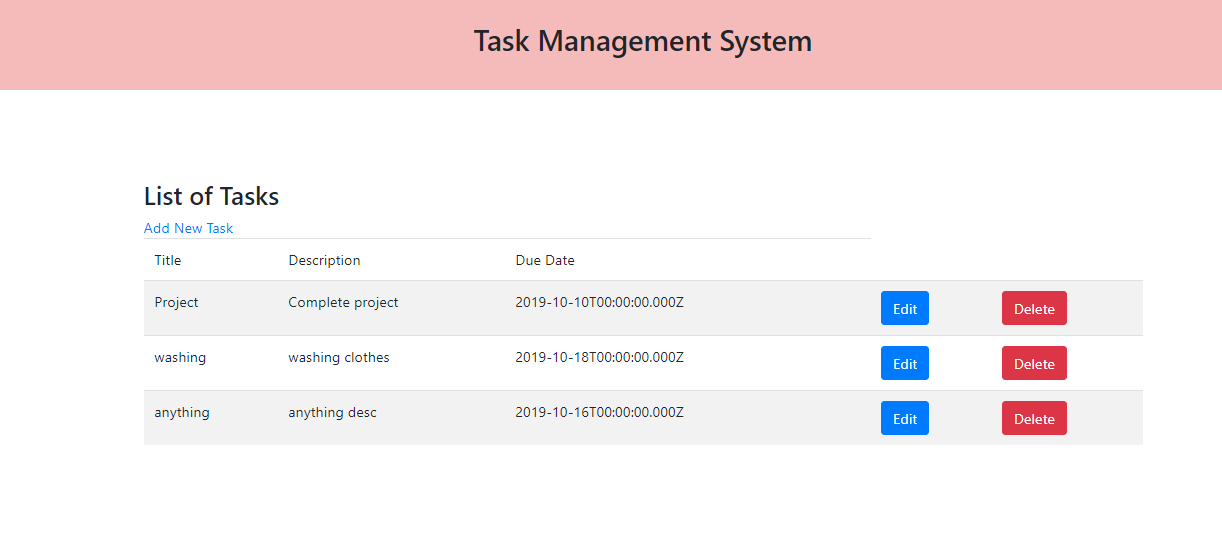 Task Management System
List of Tasks
Add New Task
Title Description Due Date
Project Complete project 2019-10-10T00:00:00.000Z Edit Delete
washing washing clothes 2019-10-18T00:00:00.000Z Edit Delete
anything anything desc 2019-10-16T00:00:00.000Z Edit Delete